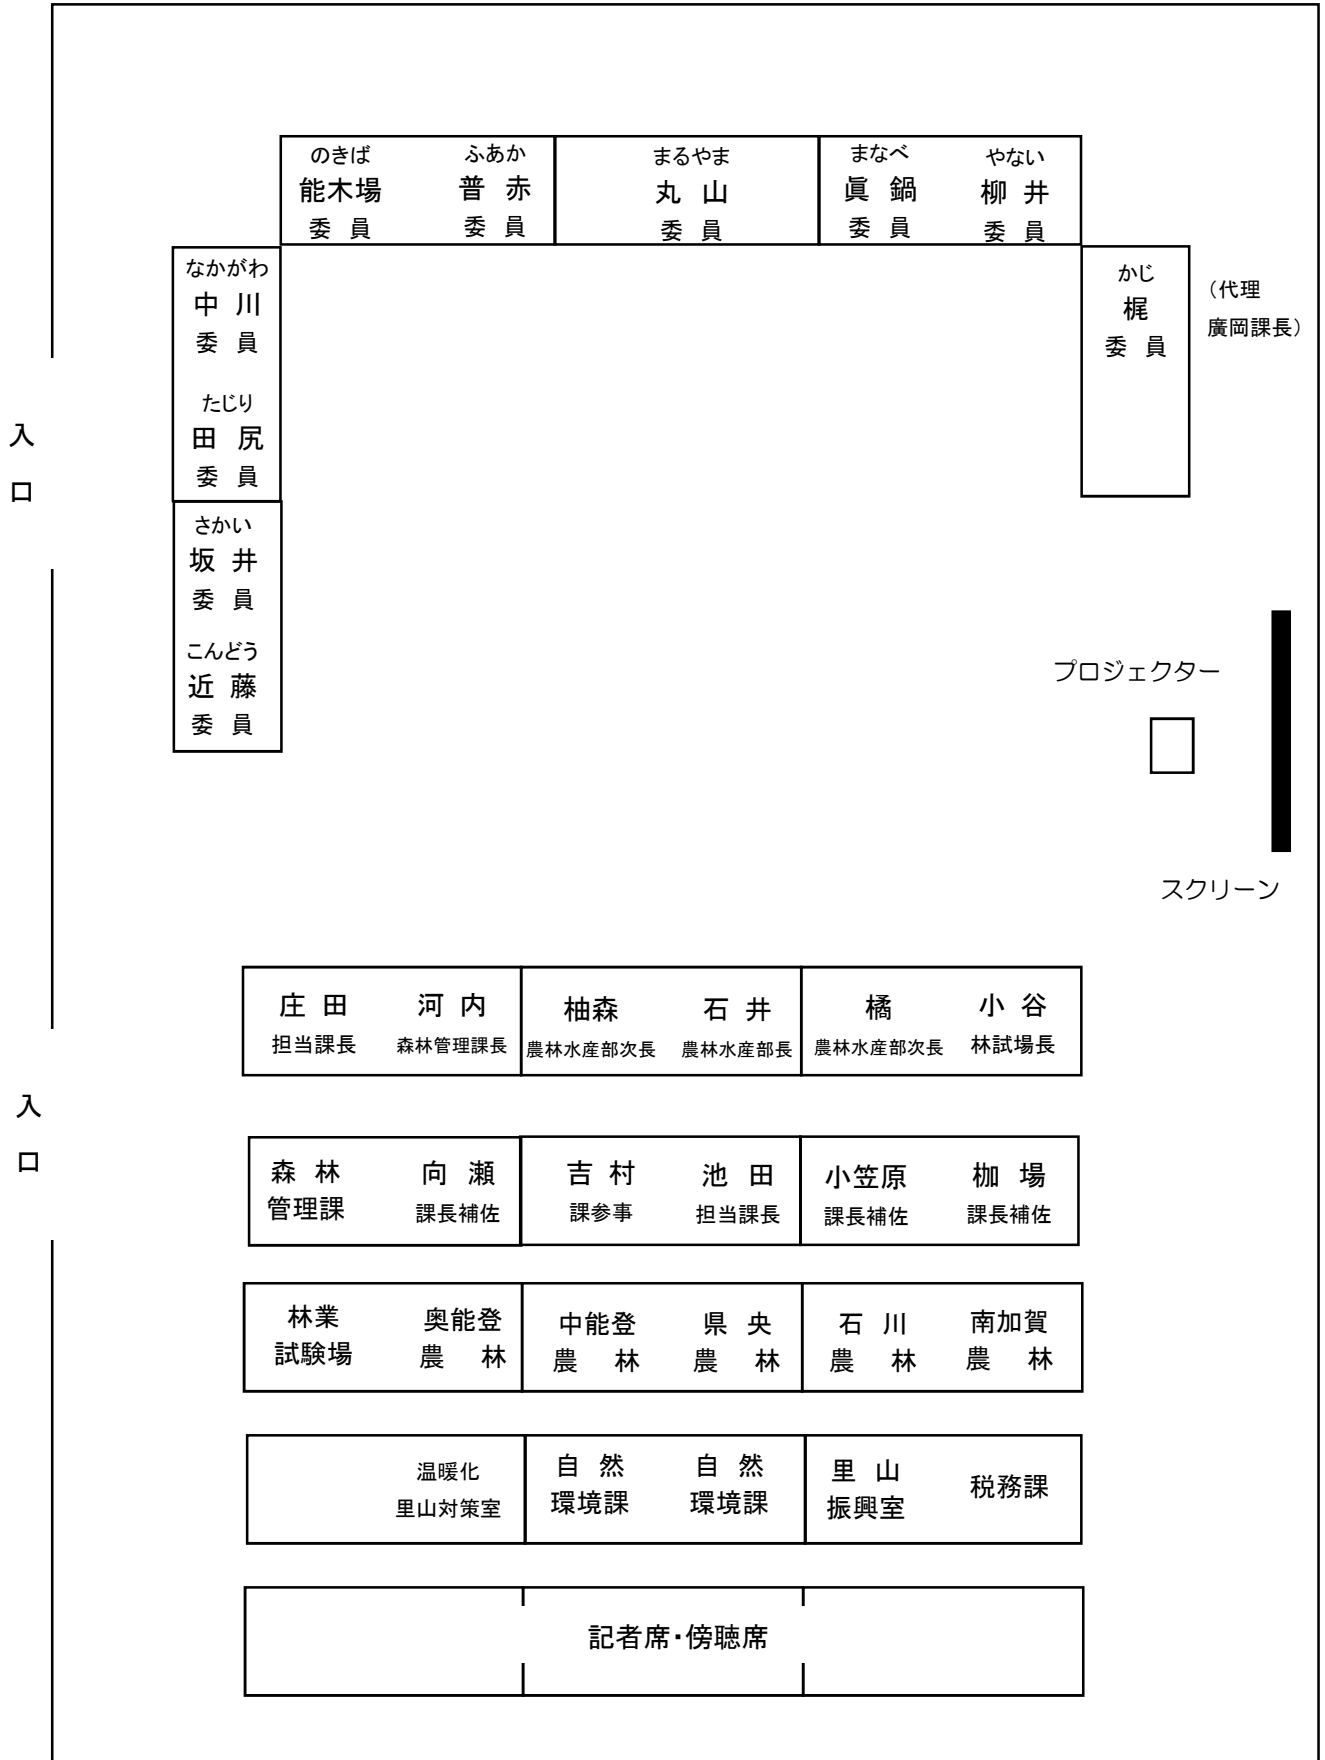 のきば ふあか まるやま まなべ やない
能木場 普 赤 丸 山 眞 鍋 柳 井
委 員 委 員 委 員 委 員 委 員
なかがわ
中 川
委 員
たじり
田 尻
委 員
さかい
坂 井
委 員
こんどう
近 藤
委 員
かじ
梶
委 員
（代理
廣岡課長）
入
口
プロジェクター
スクリーン
庄 田 河 内 柚森 石 井 橘 小 谷
担当課長 森林管理課長 農林水産部次長 農林水産部長 農林水産部次長 林試場長
入
口
森 林 向 瀬 吉 村 池 田 小笠原 枷 場
管理課 課長補佐 課参事 担当課長 課長補佐 課長補佐
林業 奥能登 中能登 県 央 石 川 南加賀
試験場 農 林 農 林 農 林 農 林 農 林
温暖化 自 然 自 然 里 山 税務課
里山対策室 環境課 環境課 振興室
記者席・傍聴席